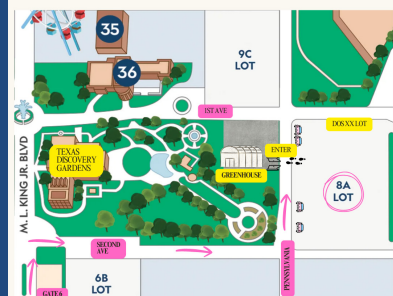 35
36
9C
LOT
1ST AVE
DOS XX LOT
TEXAS
DISCOVERY
GARDENS
ENTER
GREENHOUSE
8A
LOT
M. L. KING JR. BLVD
SECOND
AVE
PENNSYLVANIA
6B
LOT
GATE 6